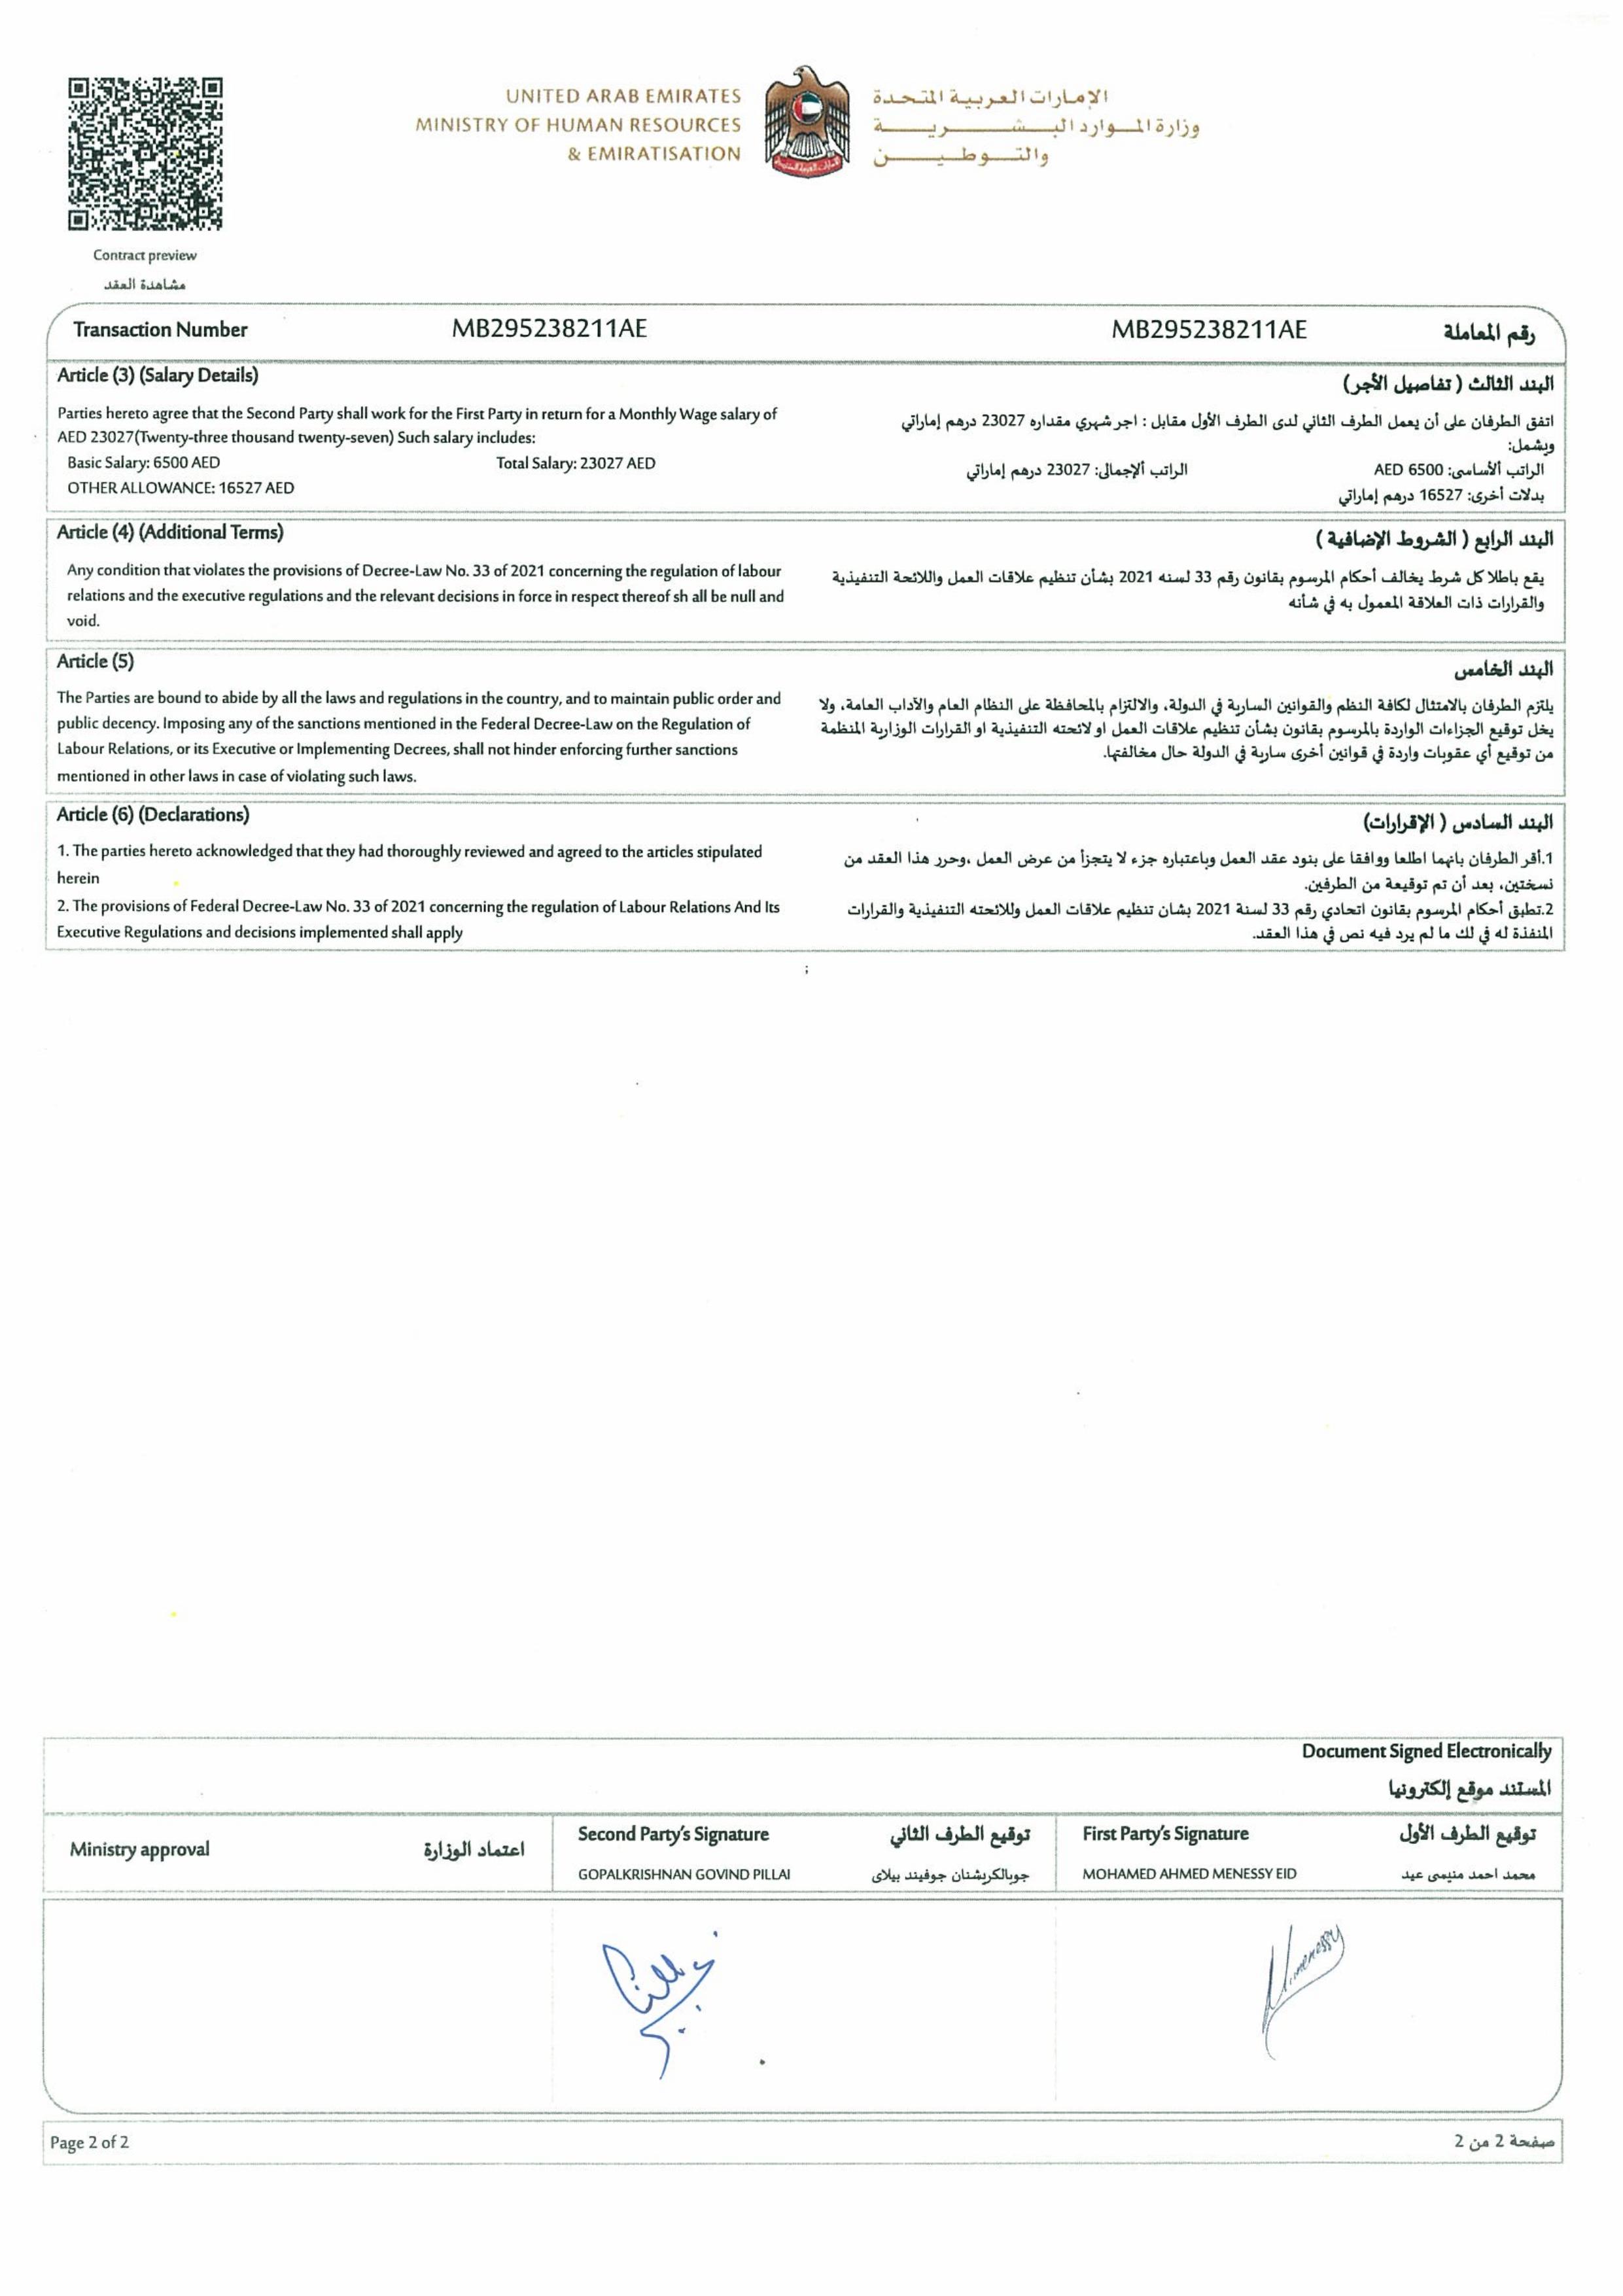 UNITED ARAB EMIRATES
MINISTRY OF HUMAN RESOURCES
& EMIRATISATION
الإمارات العربية المتحدة
وزارة الموارد البشرية
والتوطين
Contract preview
مشاهدة العقد
Transaction Number MB295238211AE MB295238211AE رقم المعاملة
Article (3) (Salary Details)
Parties hereto agree that the Second Party shall work for the First Party in return for a Monthly Wage salary of
AED 23027(Twenty-three thousand twenty-seven) Such salary includes:
Basic Salary: 6500 AED Total Salary: 23027 AED
OTHER ALLOWANCE: 16527 AED
البند الثالث ( تفاصيل الأجر)
اتفق الطرفان على أن يعمل الطرف الثاني لدى الطرف الأول مقابل : اجر شهري مقداره 23027 درهم إماراتي
ويشمل:
الراتب ألأساسى: 6500 AED الراتب ألإجمالى: 23027 درهم إماراتي
بدلات أخرى: 16527 درهم إماراتي
Article (4) (Additional Terms)
Any condition that violates the provisions of Decree-Law No. 33 of 2021 concerning the regulation of labour
relations and the executive regulations and the relevant decisions in force in respect thereof sh all be null and
void.
البند الرابع ( الشروط الإضافية )
يقع باطلا كل شرط يخالف أحكام المرسوم بقانون رقم 33 لسنه 2021 بشأن تنظيم علاقات العمل واللائحة التنفيذية
والقرارات ذات العلاقة المعمول به في شأنه
Article (5)
The Parties are bound to abide by all the laws and regulations in the country, and to maintain public order and
public decency. Imposing any of the sanctions mentioned in the Federal Decree-Law on the Regulation of
Labour Relations, or its Executive or Implementing Decrees, shall not hinder enforcing further sanctions
mentioned in other laws in case of violating such laws.
البند الخامس
يلتزم الطرفان بالامتثال لكافة النظم والقوانين السارية في الدولة، والالتزام بالمحافظة على النظام العام والآداب العامة، ولا
يخل توقيع الجزاءات الواردة بالمرسوم بقانون بشأن تنظيم علاقات العمل او لائحته التنفيذية او القرارات الوزارية المنظمة
من توقيع أي عقوبات واردة في قوانين أخرى سارية في الدولة حال مخالفتها.
Article (6) (Declarations)
1. The parties hereto acknowledged that they had thoroughly reviewed and agreed to the articles stipulated
herein
2. The provisions of Federal Decree-Law No. 33 of 2021 concerning the regulation of Labour Relations And Its
Executive Regulations and decisions implemented shall apply
البند السادس ( الإقرارات)
1.أقر الطرفان بانهما اطلعا ووافقا على بنود عقد العمل وباعتباره جزء لا يتجزأ من عرض العمل ،وحرر هذا العقد من
نسختين، بعد أن تم توقيعة من الطرفين.
2.تطبق أحكام المرسوم بقانون اتحادي رقم 33 لسنة 2021 بشان تنظيم علاقات العمل وللائحته التنفيذية والقرارات
المنفذة له في لك ما لم يرد فيه نص في هذا العقد.
Document Signed Electronically
المستند موقع إلكترونيا
Ministry approval اعتماد الوزارة
Second Party's Signature توقيع الطرف الثاني
GOPALKRISHNAN GOVIND PILLAI جوبالكريشنان جوفيند بيلاى
First Party's Signature توقيع الطرف الأول
MOHAMED AHMED MENESSY EID محمد احمد منيسى عيد
Page 2 of 2 صفحة 2 من 2